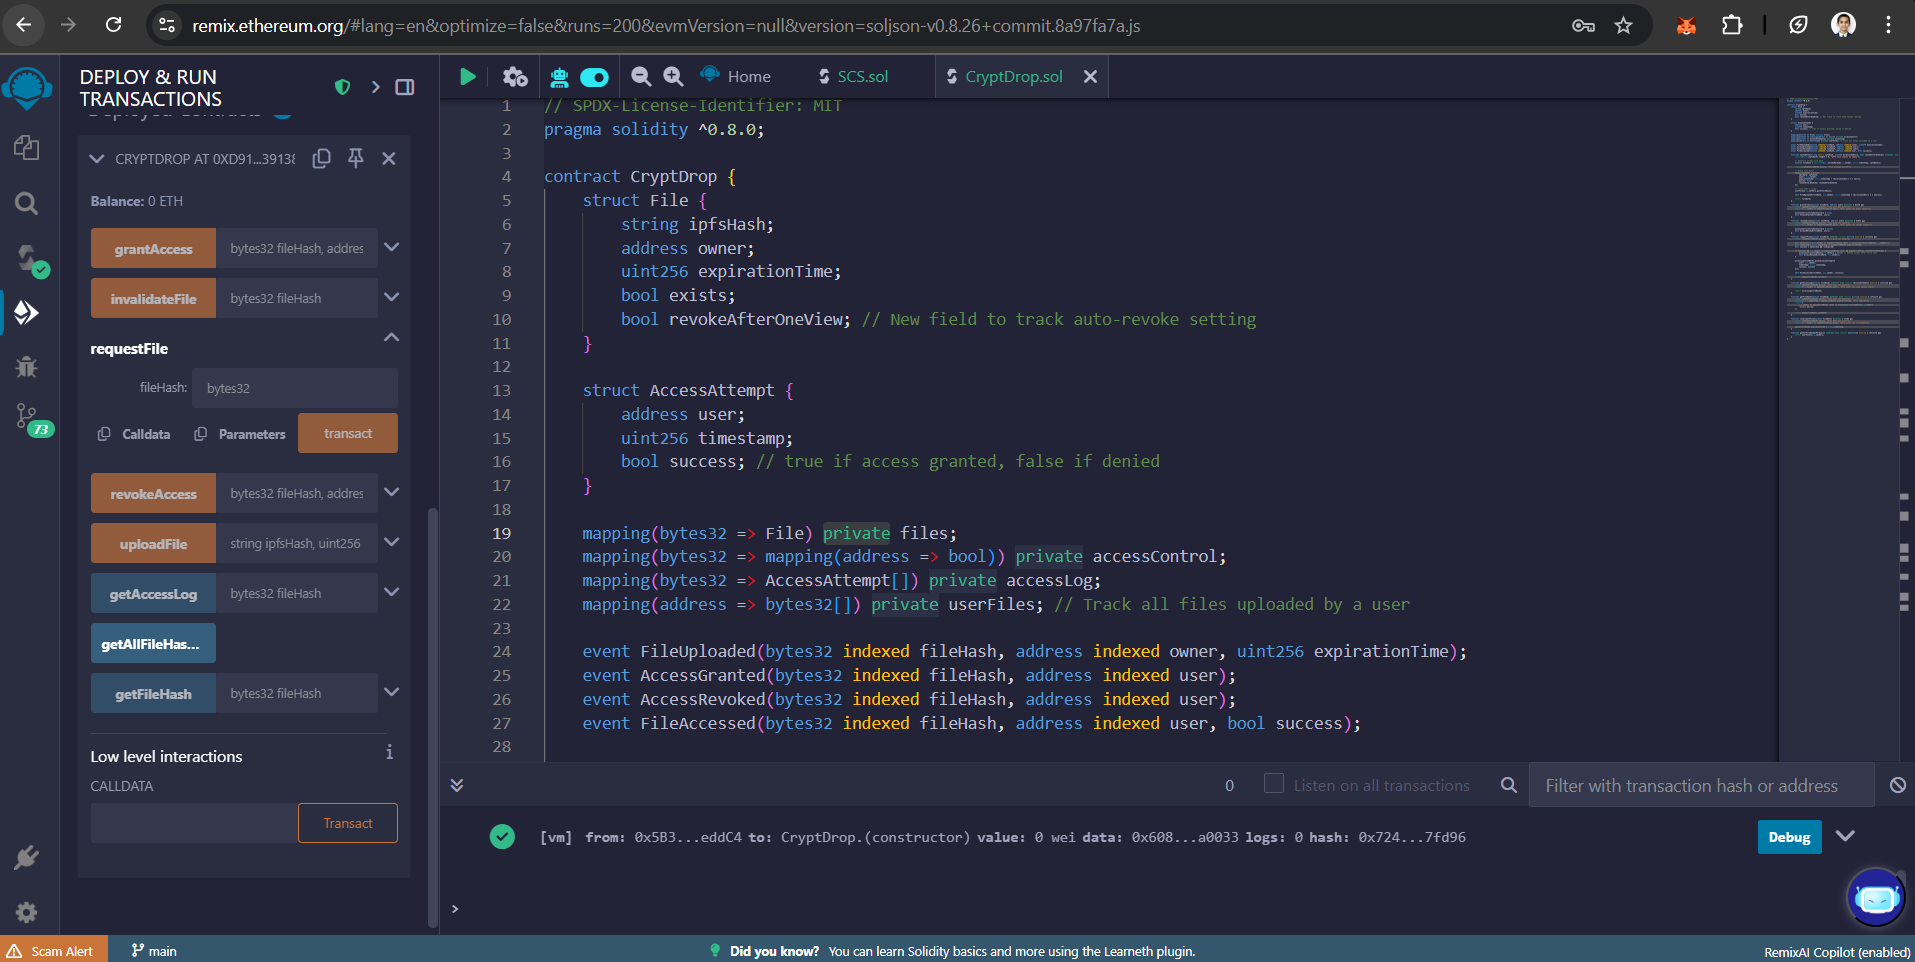 remix.ethereum.org/#lang=en&optimize=false&runs=200&evmVersion=null&version=soljson-v0.8.26+commit.8a97fa7a.js
DEPLOY & RUN
TRANSACTIONS
Deployed Contracts
CRYPTDROP AT 0XD91...39138
Balance: 0 ETH
grantAccess bytes32 fileHash, addres
invalidateFile bytes32 fileHash
requestFile
fileHash: bytes32
Calldata Parameters transact
revokeAccess bytes32 fileHash, addres
uploadFile string ipfsHash, uint256
getAccessLog bytes32 fileHash
getAllFileHas...
getFileHash bytes32 fileHash
Low level interactions i
CALLDATA
Transact
73
Home SCS.sol CryptDrop.sol
1 // SPDX-License-Identifier: MIT
2 pragma solidity ^0.8.0;
3
4 contract CryptDrop {
5 struct File {
6 string ipfsHash;
7 address owner;
8 uint256 expirationTime;
9 bool exists;
10 bool revokeAfterOneView; // New field to track auto-revoke setting
11 }
12
13 struct AccessAttempt {
14 address user;
15 uint256 timestamp;
16 bool success; // true if access granted, false if denied
17 }
18
19 mapping(bytes32 => File) private files;
20 mapping(bytes32 => mapping(address => bool)) private accessControl;
21 mapping(bytes32 => AccessAttempt[]) private accessLog;
22 mapping(address => bytes32[]) private userFiles; // Track all files uploaded by a user
23
24 event FileUploaded(bytes32 indexed fileHash, address indexed owner, uint256 expirationTime);
25 event AccessGranted(bytes32 indexed fileHash, address indexed user);
26 event AccessRevoked(bytes32 indexed fileHash, address indexed user);
27 event FileAccessed(bytes32 indexed fileHash, address indexed user, bool success);
28
0 Listen on all transactions Filter with transaction hash or address
[vm] from: 0x5B3...eddC4 to: CryptDrop.(constructor) value: 0 wei data: 0x608...a0033 logs: 0 hash: 0x724...7fd96 Debug
>
Scam Alert main Did you know? You can learn Solidity basics and more using the Learneth plugin. RemixAI Copilot (enabled)